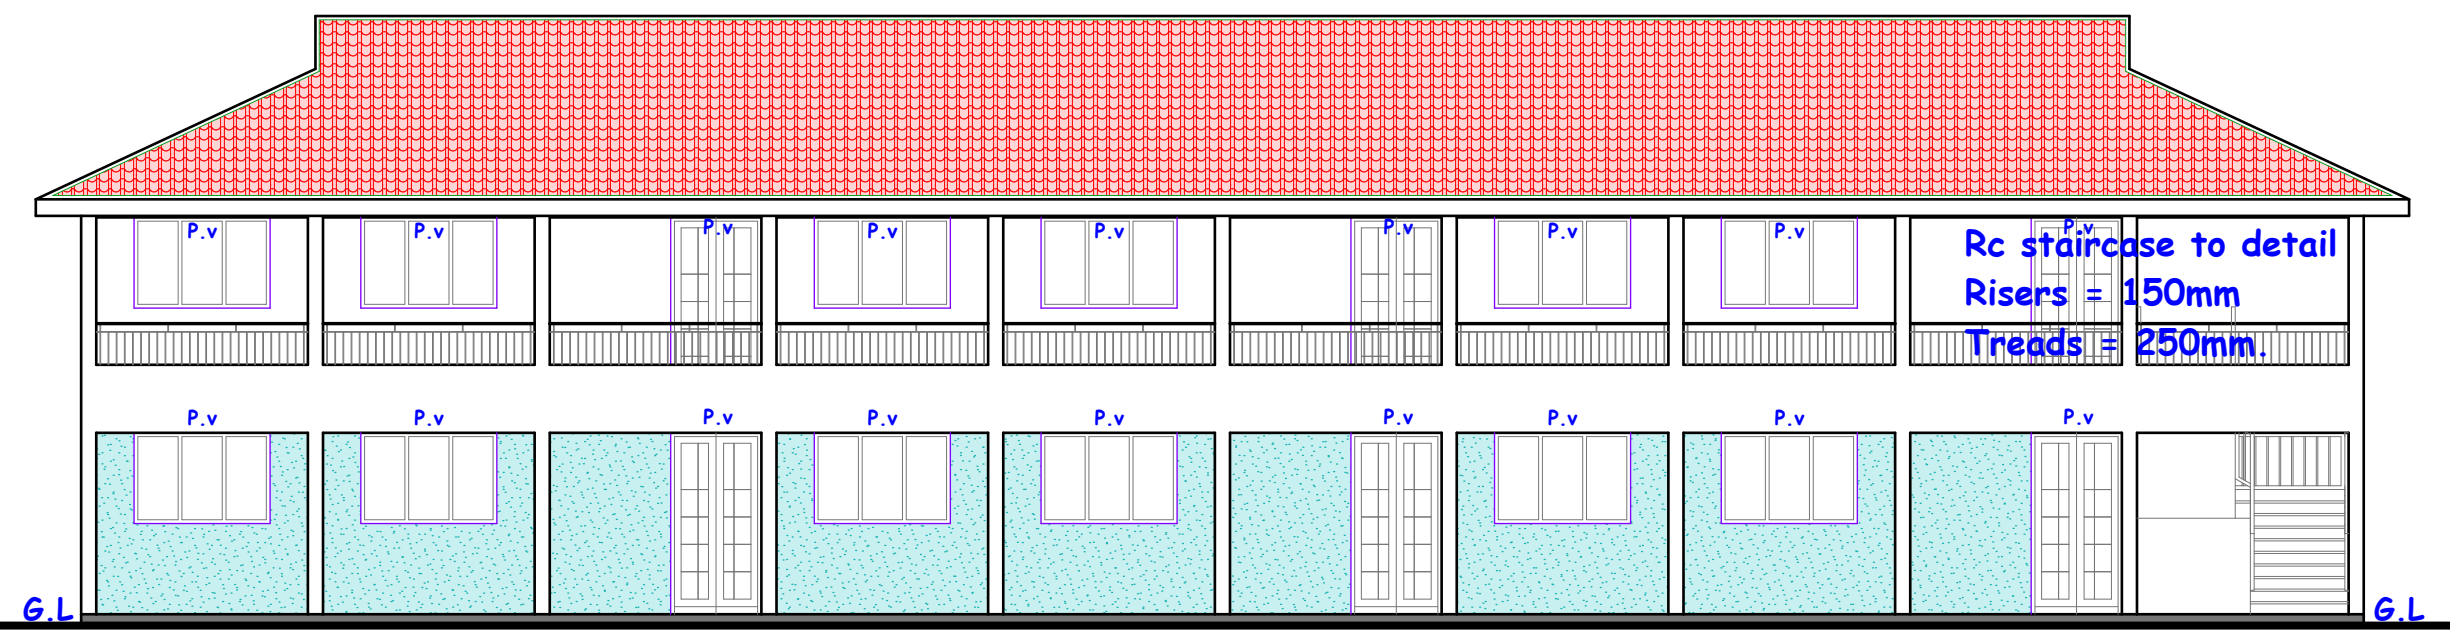 P.v P.v P.v P.v P.v P.v P.v P.v P.v
Rc staircase to detail
Risers = 150mm
Treads = 250mm.
P.v P.v P.v P.v P.v P.v P.v P.v P.v
G.L G.L